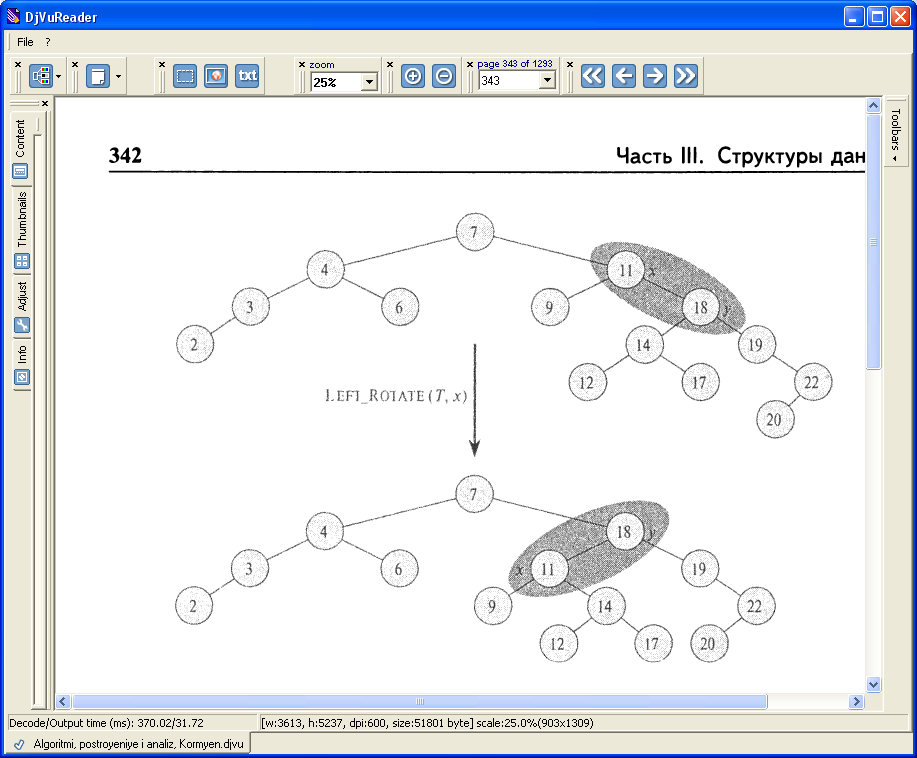 DjVuReader
File ?
zoom
page 343 of 1293
txt
25%
343
Content
Thumbnails
Adjust
Info
Toolbars
342 Часть III. Структуры дан
7
4 11 x
3 6 9 18 y
2 14 19
12 17 22
20
LEFT_ROTATE (T, x)
7
4 18 y
3 6 x 11 19
2 9 14 22
12 17 20
Decode/Output time (ms): 370.02/31.72 [w:3613, h:5237, dpi:600, size:51801 byte] scale:25.0%(903x1309)
Algoritmi, postroyeniye i analiz, Kormyen.djvu